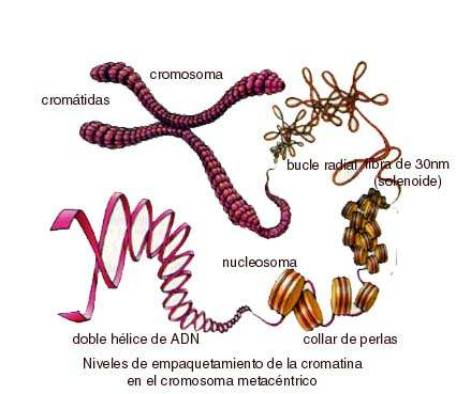 cromosoma
cromátidas
bucle radial
fibra de 30nm
(solenoide)
nucleosoma
doble hélice de ADN
collar de perlas
Niveles de empaquetamiento de la cromatina
en el cromosoma metacéntrico